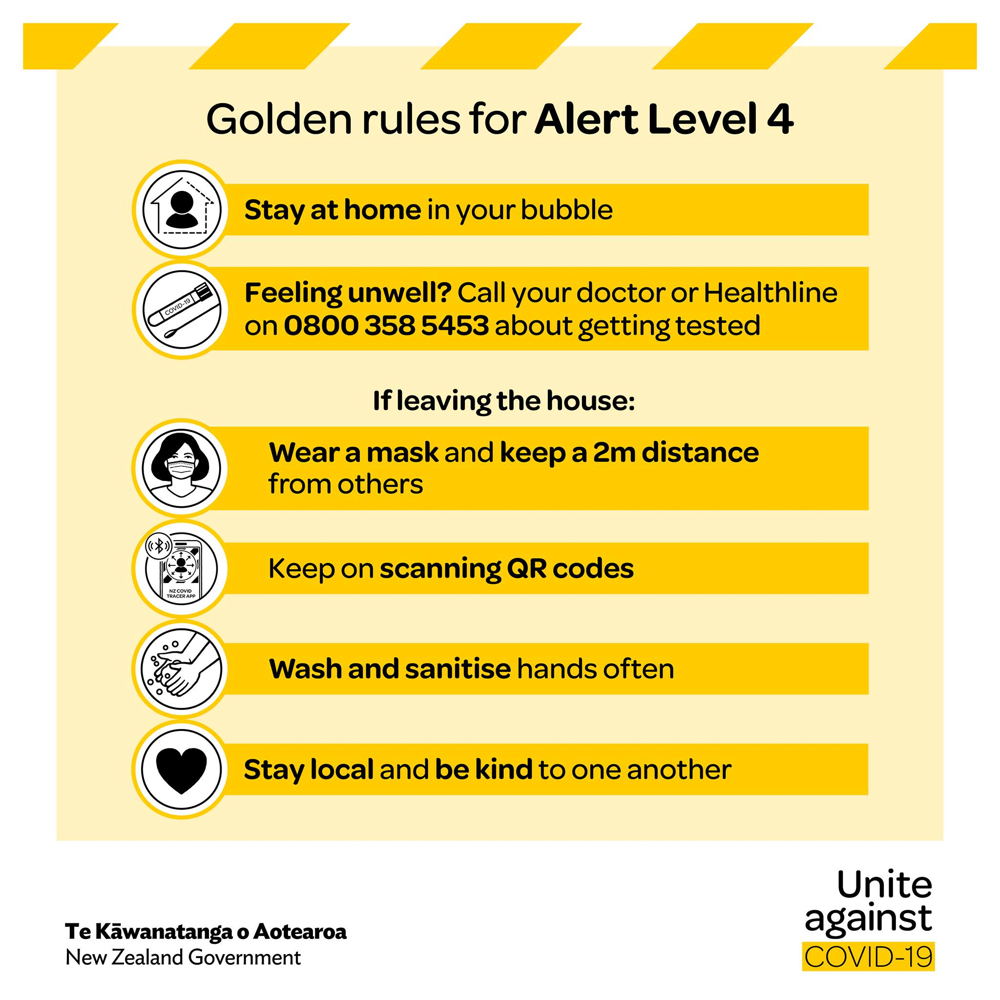 Golden rules for Alert Level 4
Stay at home in your bubble
COVID-19
Feeling unwell? Call your doctor or Healthline
on 0800 358 5453 about getting tested
If leaving the house:
Wear a mask and keep a 2m distance
from others
NZ COVID
TRACER APP
Keep on scanning QR codes
Wash and sanitise hands often
Stay local and be kind to one another
Te Kāwanatanga o Aotearoa
New Zealand Government
Unite
against
COVID-19